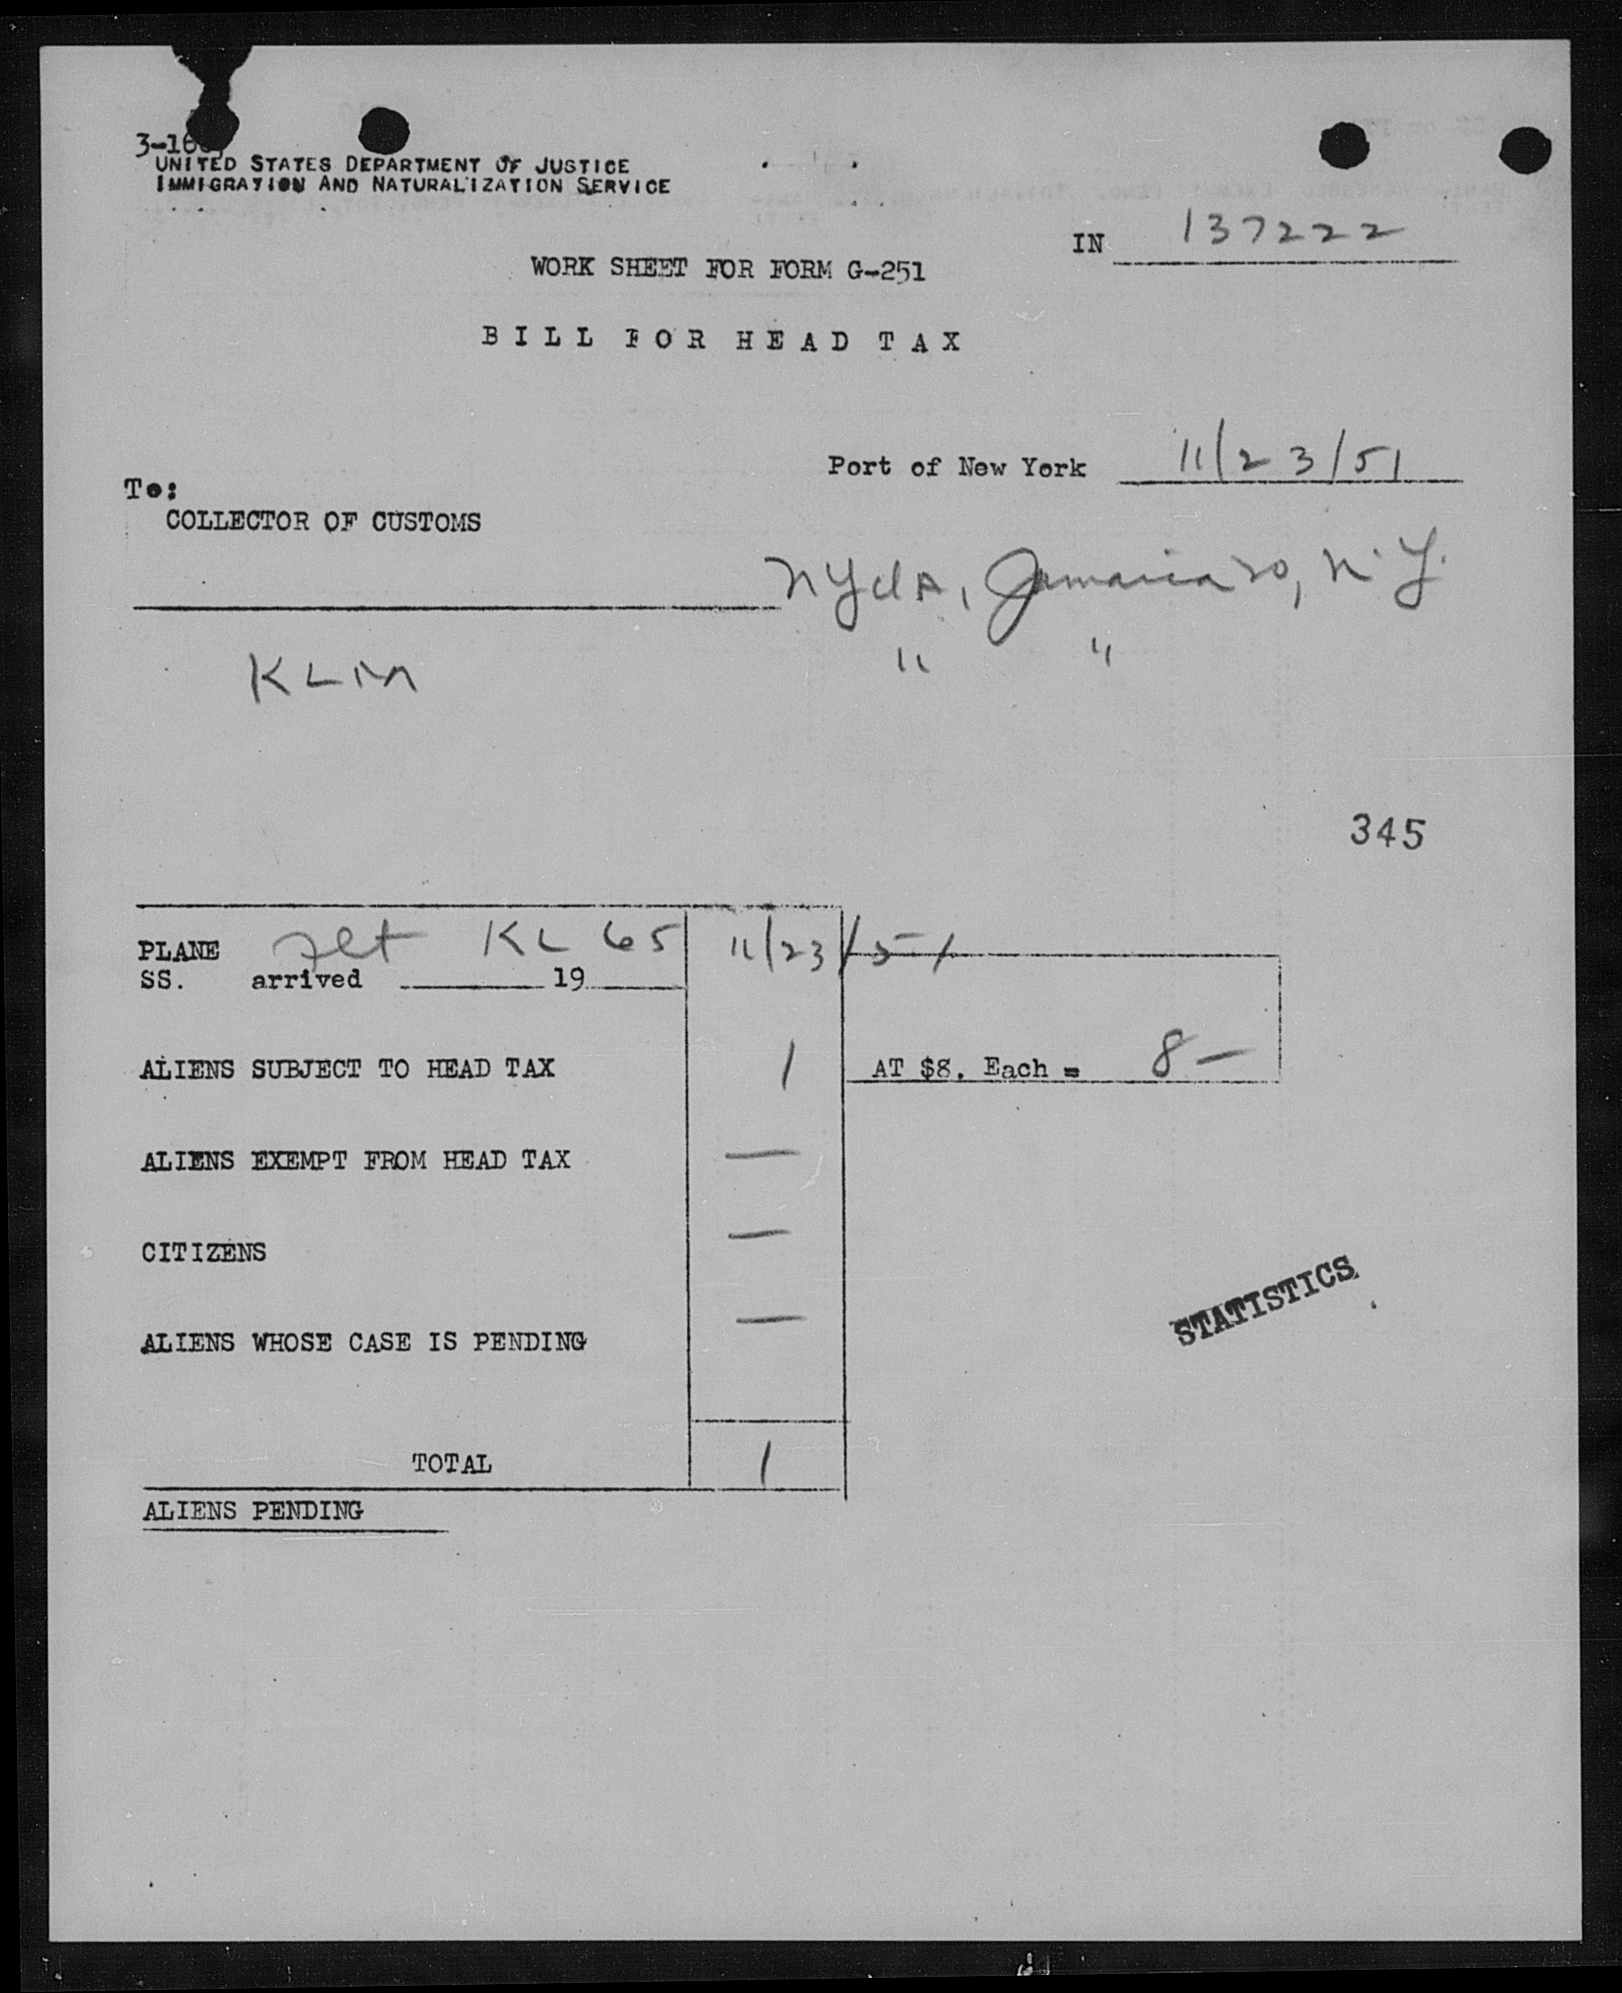 3-16
UNITED STATES DEPARTMENT OF JUSTICE
IMMIGRATION AND NATURALIZATION SERVICE
IN 137222
WORK SHEET FOR FORM G-251
BILL FOR HEAD TAX
Port of New York 11/23/51
To:
COLLECTOR OF CUSTOMS
Jamaica 20, N.Y.
KLM " "
345
PLANE flt KL 65 11/23/51
SS. arrived 19
ALIENS SUBJECT TO HEAD TAX 1 AT $8. Each = 8 —
ALIENS EXEMPT FROM HEAD TAX —
CITIZENS —
ALIENS WHOSE CASE IS PENDING —
STATISTICS
TOTAL 1
ALIENS PENDING